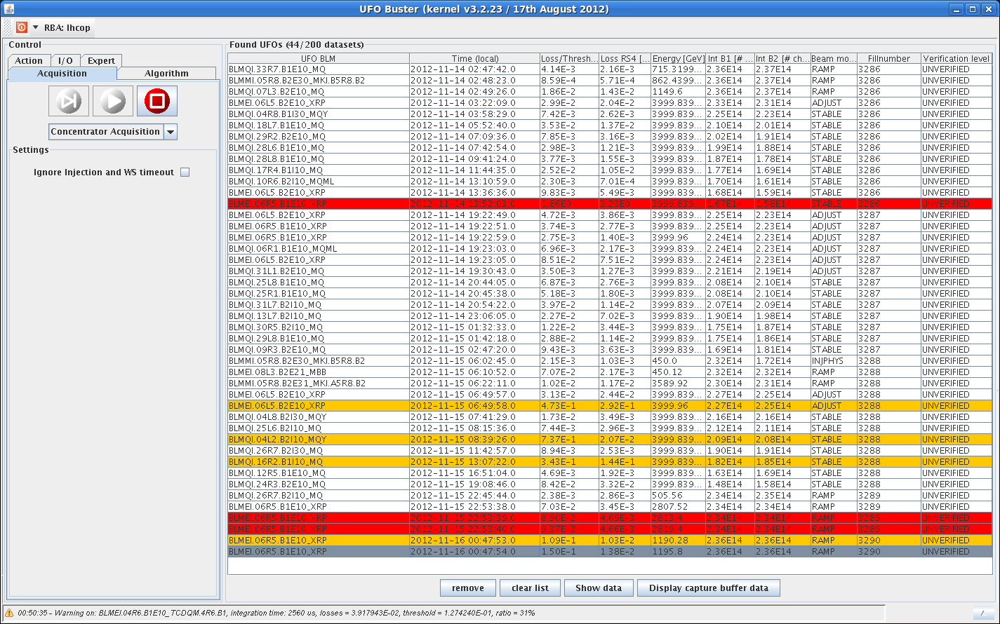 UFO Buster (kernel v3.2.23 / 17th August 2012)
RBA: lhcop
Control
Action I/O Expert
Acquisition Algorithm
Concentrator Acquisition
Settings
Ignore Injection and WS timeout
Found UFOs (44/200 datasets)
UFO BLM Time (local) Loss/Thresh... Loss RS4 [... Energy [GeV] Int B1 [# ... Int B2 [# ch... Beam mo... Fillnumber Verification level
BLMQI.33R7.B1E10_MQ 2012-11-14 02:47:42.0 4.14E-3 2.16E-3 715.3199... 2.36E14 2.37E14 RAMP 3286 UNVERIFIED
BLMMI.05R8.B2E30_MKI.B5R8.B2 2012-11-14 02:48:23.0 8.59E-4 5.71E-4 862.4399... 2.36E14 2.37E14 RAMP 3286 UNVERIFIED
BLMQI.07L3.B2E10_MQ 2012-11-14 02:49:26.0 1.86E-2 1.43E-2 1149.6 2.36E14 2.37E14 RAMP 3286 UNVERIFIED
BLMEI.06L5.B2E10_XRP 2012-11-14 03:22:09.0 2.99E-2 2.04E-2 3999.839... 2.33E14 2.31E14 ADJUST 3286 UNVERIFIED
BLMQI.04R8.B1I30_MQY 2012-11-14 03:58:29.0 7.42E-3 2.62E-3 3999.839... 2.25E14 2.23E14 STABLE 3286 UNVERIFIED
BLMQI.18L7.B1E10_MQ 2012-11-14 05:52:40.0 3.53E-2 1.37E-2 3999.839... 2.10E14 2.01E14 STABLE 3286 UNVERIFIED
BLMQI.29R2.B2E10_MQ 2012-11-14 07:09:36.0 7.85E-3 3.16E-3 3999.839... 2.02E14 1.91E14 STABLE 3286 UNVERIFIED
BLMQI.28L6.B1E10_MQ 2012-11-14 07:42:54.0 2.98E-3 1.21E-3 3999.839... 1.99E14 1.88E14 STABLE 3286 UNVERIFIED
BLMQI.28L8.B1E10_MQ 2012-11-14 09:41:24.0 3.77E-3 1.55E-3 3999.839... 1.87E14 1.78E14 STABLE 3286 UNVERIFIED
BLMQI.17R4.B1I10_MQ 2012-11-14 11:44:35.0 2.52E-2 1.05E-2 3999.839... 1.77E14 1.69E14 STABLE 3286 UNVERIFIED
BLMQI.10R6.B2I10_MQML 2012-11-14 13:10:59.0 2.30E-3 7.01E-4 3999.839... 1.70E14 1.61E14 STABLE 3286 UNVERIFIED
BLMEI.06L5.B2E10_XRP 2012-11-14 13:36:36.0 9.83E-3 5.49E-3 3999.839... 1.68E14 1.59E14 STABLE 3286 UNVERIFIED
BLMEI.06R5.B1E10_XRP 2012-11-14 13:52:03.0 1.86E0 3.23E0 3999.839... 1.67E14 1.58E14 STABLE 3286 UNVERIFIED
BLMEI.06L5.B2E10_XRP 2012-11-14 19:22:49.0 4.72E-3 3.86E-3 3999.839... 2.25E14 2.23E14 ADJUST 3287 UNVERIFIED
BLMEI.06R5.B1E10_XRP 2012-11-14 19:22:51.0 3.74E-3 2.77E-3 3999.839... 2.25E14 2.23E14 ADJUST 3287 UNVERIFIED
BLMEI.06R5.B1E10_XRP 2012-11-14 19:22:59.0 2.75E-3 1.40E-3 3999.96 2.24E14 2.23E14 ADJUST 3287 UNVERIFIED
BLMQI.06R1.B1E10_MQML 2012-11-14 19:23:03.0 6.96E-3 2.17E-3 3999.839... 2.24E14 2.23E14 ADJUST 3287 UNVERIFIED
BLMEI.06L5.B2E10_XRP 2012-11-14 19:23:05.0 8.51E-2 7.51E-2 3999.839... 2.24E14 2.23E14 ADJUST 3287 UNVERIFIED
BLMQI.31L1.B2E10_MQ 2012-11-14 19:30:43.0 3.50E-3 1.27E-3 3999.839... 2.21E14 2.19E14 ADJUST 3287 UNVERIFIED
BLMQI.25L8.B1E10_MQ 2012-11-14 20:44:05.0 6.87E-3 2.76E-3 3999.839... 2.08E14 2.10E14 STABLE 3287 UNVERIFIED
BLMQI.25R1.B1E10_MQ 2012-11-14 20:45:38.0 5.18E-3 1.80E-3 3999.839... 2.08E14 2.10E14 STABLE 3287 UNVERIFIED
BLMQI.31L7.B2I10_MQ 2012-11-14 20:54:22.0 3.97E-2 1.14E-2 3999.839... 2.07E14 2.09E14 STABLE 3287 UNVERIFIED
BLMQI.13L7.B2I10_MQ 2012-11-14 23:06:05.0 2.27E-2 7.02E-3 3999.839... 1.90E14 1.98E14 STABLE 3287 UNVERIFIED
BLMQI.30R5.B2I10_MQ 2012-11-15 01:32:33.0 1.22E-2 3.44E-3 3999.839... 1.75E14 1.87E14 STABLE 3287 UNVERIFIED
BLMQI.29L8.B1E10_MQ 2012-11-15 01:42:18.0 2.88E-2 1.14E-2 3999.839... 1.75E14 1.86E14 STABLE 3287 UNVERIFIED
BLMQI.09R3.B2E10_MQ 2012-11-15 02:47:20.0 9.43E-3 3.63E-3 3999.839... 1.69E14 1.81E14 STABLE 3287 UNVERIFIED
BLMMI.05R8.B2E30_MKI.B5R8.B2 2012-11-15 06:02:45.0 2.15E-3 1.03E-3 450.0 2.32E14 1.72E14 INJPHYS 3288 UNVERIFIED
BLMEI.08L3.B2E21_MBB 2012-11-15 06:10:52.0 7.07E-2 2.17E-3 450.12 2.32E14 2.32E14 RAMP 3288 UNVERIFIED
BLMMI.05R8.B2E31_MKI.A5R8.B2 2012-11-15 06:22:11.0 1.02E-2 1.17E-2 3589.92 2.30E14 2.31E14 RAMP 3288 UNVERIFIED
BLMEI.06L5.B2E10_XRP 2012-11-15 06:49:57.0 3.13E-2 2.44E-2 3999.839... 2.27E14 2.25E14 ADJUST 3288 UNVERIFIED
BLMEI.06L5.B2E10_XRP 2012-11-15 06:49:58.0 4.73E-1 2.92E-1 3999.96 2.27E14 2.25E14 ADJUST 3288 UNVERIFIED
BLMQI.04L8.B2I30_MQY 2012-11-15 07:41:29.0 1.73E-2 3.49E-3 3999.839... 2.16E14 2.16E14 STABLE 3288 UNVERIFIED
BLMQI.25L6.B2I10_MQ 2012-11-15 08:15:36.0 7.44E-3 2.96E-3 3999.839... 2.12E14 2.11E14 STABLE 3288 UNVERIFIED
BLMQI.04L2.B2I10_MQY 2012-11-15 08:39:26.0 7.37E-1 2.07E-2 3999.839... 2.09E14 2.08E14 STABLE 3288 UNVERIFIED
BLMQI.26R7.B2I30_MQ 2012-11-15 11:42:57.0 8.94E-3 2.53E-3 3999.839... 1.90E14 1.91E14 STABLE 3288 UNVERIFIED
BLMQI.16R2.B1I10_MQ 2012-11-15 13:07:22.0 3.43E-1 1.44E-1 3999.839... 1.82E14 1.85E14 STABLE 3288 UNVERIFIED
BLMQI.12R5.B1E10_MQ 2012-11-15 16:51:04.0 4.69E-3 1.92E-3 3999.839... 1.63E14 1.69E14 STABLE 3288 UNVERIFIED
BLMQI.24R3.B2E10_MQ 2012-11-15 19:08:46.0 8.42E-2 3.32E-2 3999.839... 1.48E14 1.58E14 STABLE 3288 UNVERIFIED
BLMQI.26R7.B2I10_MQ 2012-11-15 22:45:44.0 2.38E-3 2.86E-3 505.56 2.34E14 2.35E14 RAMP 3289 UNVERIFIED
BLMEI.06R5.B1E10_XRP 2012-11-15 22:53:38.0 7.03E-2 3.45E-3 2807.52 2.34E14 2.34E14 RAMP 3289 UNVERIFIED
BLMEI.06R5.B1E10_XRP 2012-11-15 22:53:39.0 8.90E-2 4.69E-3 2813.4 2.34E14 2.34E14 RAMP 3289 UNVERIFIED
BLMEI.06R5.B1E10_XRP 2012-11-15 22:53:40.0 9.37E-2 4.66E-3 2819.4 2.34E14 2.34E14 RAMP 3289 UNVERIFIED
BLMEI.06R5.B1E10_XRP 2012-11-16 00:47:53.0 1.09E-1 1.03E-2 1190.28 2.36E14 2.36E14 RAMP 3290 UNVERIFIED
BLMEI.06R5.B1E10_XRP 2012-11-16 00:47:54.0 1.50E-1 1.38E-2 1195.8 2.36E14 2.36E14 RAMP 3290 UNVERIFIED
remove clear list Show data Display capture buffer data
00:50:35 - Warning on: BLMEI.04R6.B1E10_TCDQM.4R6.B1, integration time: 2560 us, losses = 3.917943E-02, threshold = 1.274240E-01, ratio = 31%